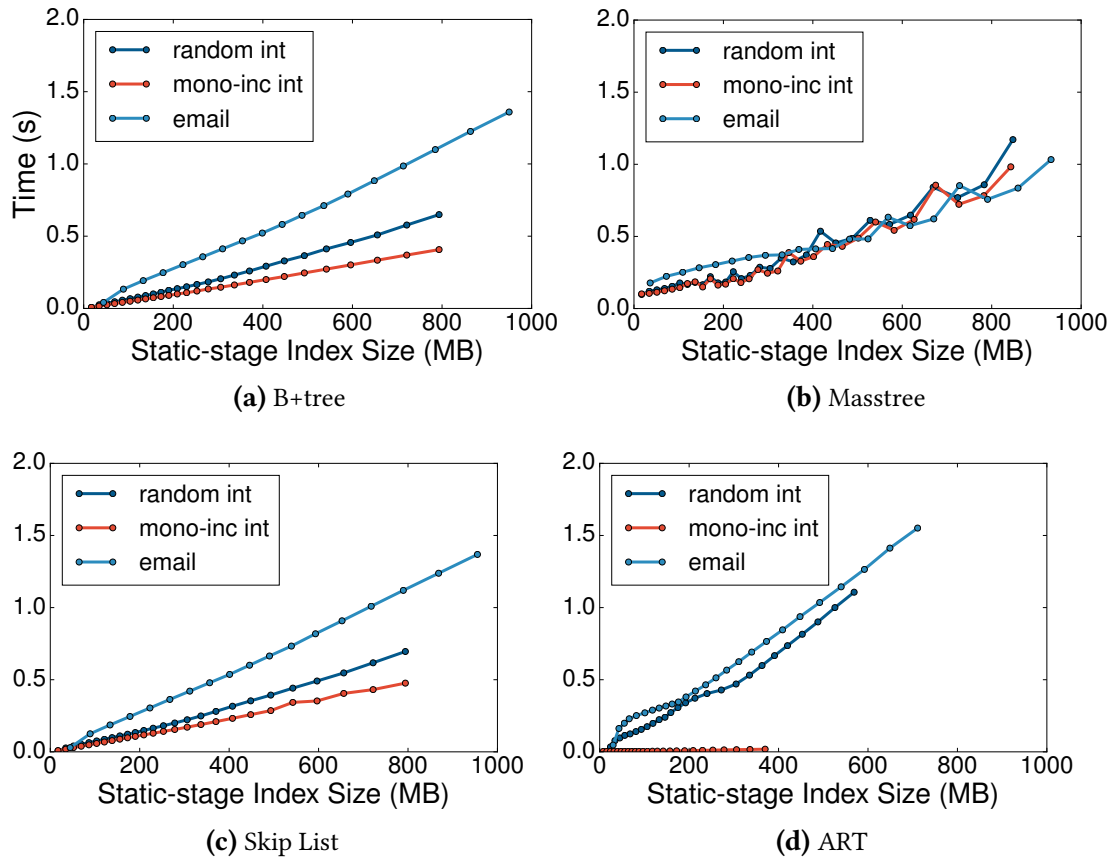 2.0
1.5
1.0
0.5
0.0
Time (s)
random int
mono-inc int
email
0 200 400 600 800 1000
Static-stage Index Size (MB)
(a) B+tree
2.0
1.5
1.0
0.5
0.0
random int
mono-inc int
email
0 200 400 600 800 1000
Static-stage Index Size (MB)
(b) Masstree
2.0
1.5
1.0
0.5
0.0
random int
mono-inc int
email
0 200 400 600 800 1000
Static-stage Index Size (MB)
(c) Skip List
2.0
1.5
1.0
0.5
0.0
random int
mono-inc int
email
0 200 400 600 800 1000
Static-stage Index Size (MB)
(d) ART